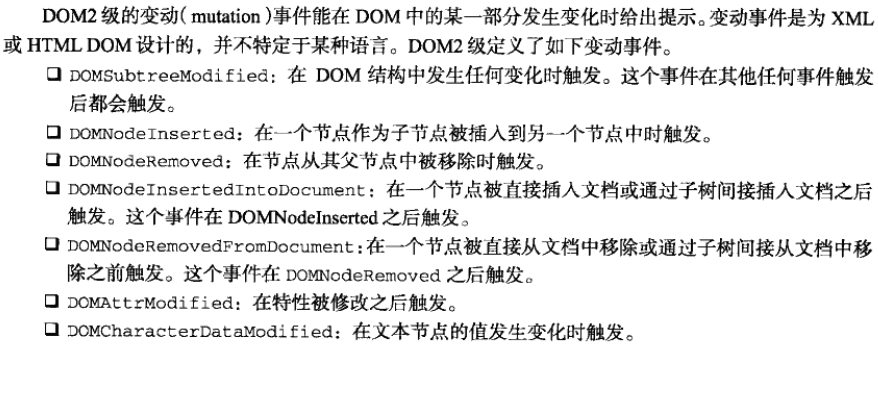 DOM2 级的变动(mutation)事件能在 DOM 中的某一部分发生变化时给出提示。变动事件是为 XML
或 HTML DOM 设计的，并不特定于某种语言。DOM2 级定义了如下变动事件。
❑ DOMSubtreeModified：在 DOM 结构中发生任何变化时触发。这个事件在其他任何事件触发
后都会触发。
❑ DOMNodeInserted：在一个节点作为子节点被插入到另一个节点中时触发。
❑ DOMNodeRemoved：在节点从其父节点中被移除时触发。
❑ DOMNodeInsertedIntoDocument：在一个节点被直接插入文档或通过子树间接插入文档之后
触发。这个事件在 DOMNodeInserted 之后触发。
❑ DOMNodeRemovedFromDocument：在一个节点被直接从文档中移除或通过子树间接从文档中移
除之前触发。这个事件在 DOMNodeRemoved 之后触发。
❑ DOMAttrModified：在特性被修改之后触发。
❑ DOMCharacterDataModified：在文本节点的值发生变化时触发。